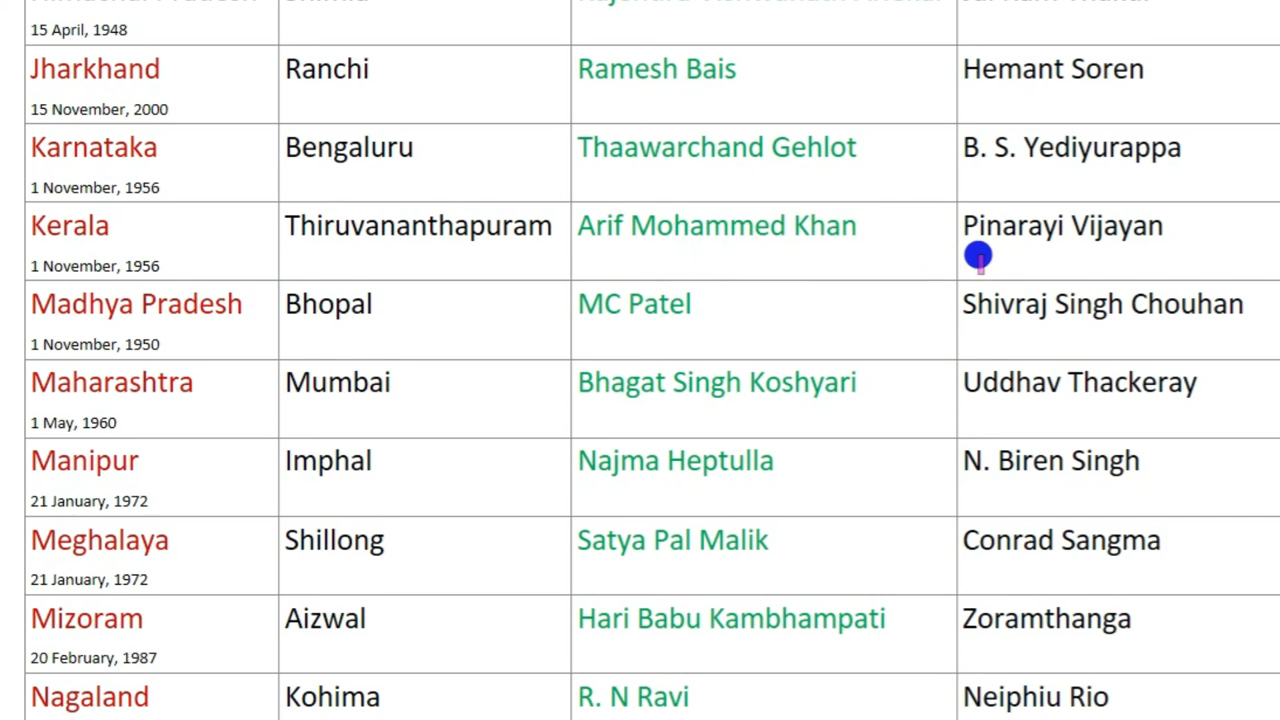 15 April, 1948
Jharkhand Ranchi Ramesh Bais Hemant Soren
15 November, 2000
Karnataka Bengaluru Thaawarchand Gehlot B. S. Yediyurappa
1 November, 1956
Kerala Thiruvananthapuram Arif Mohammed Khan Pinarayi Vijayan
1 November, 1956
Madhya Pradesh Bhopal MC Patel Shivraj Singh Chouhan
1 November, 1950
Maharashtra Mumbai Bhagat Singh Koshyari Uddhav Thackeray
1 May, 1960
Manipur Imphal Najma Heptulla N. Biren Singh
21 January, 1972
Meghalaya Shillong Satya Pal Malik Conrad Sangma
21 January, 1972
Mizoram Aizwal Hari Babu Kambhampati Zoramthanga
20 February, 1987
Nagaland Kohima R. N Ravi Neiphiu Rio